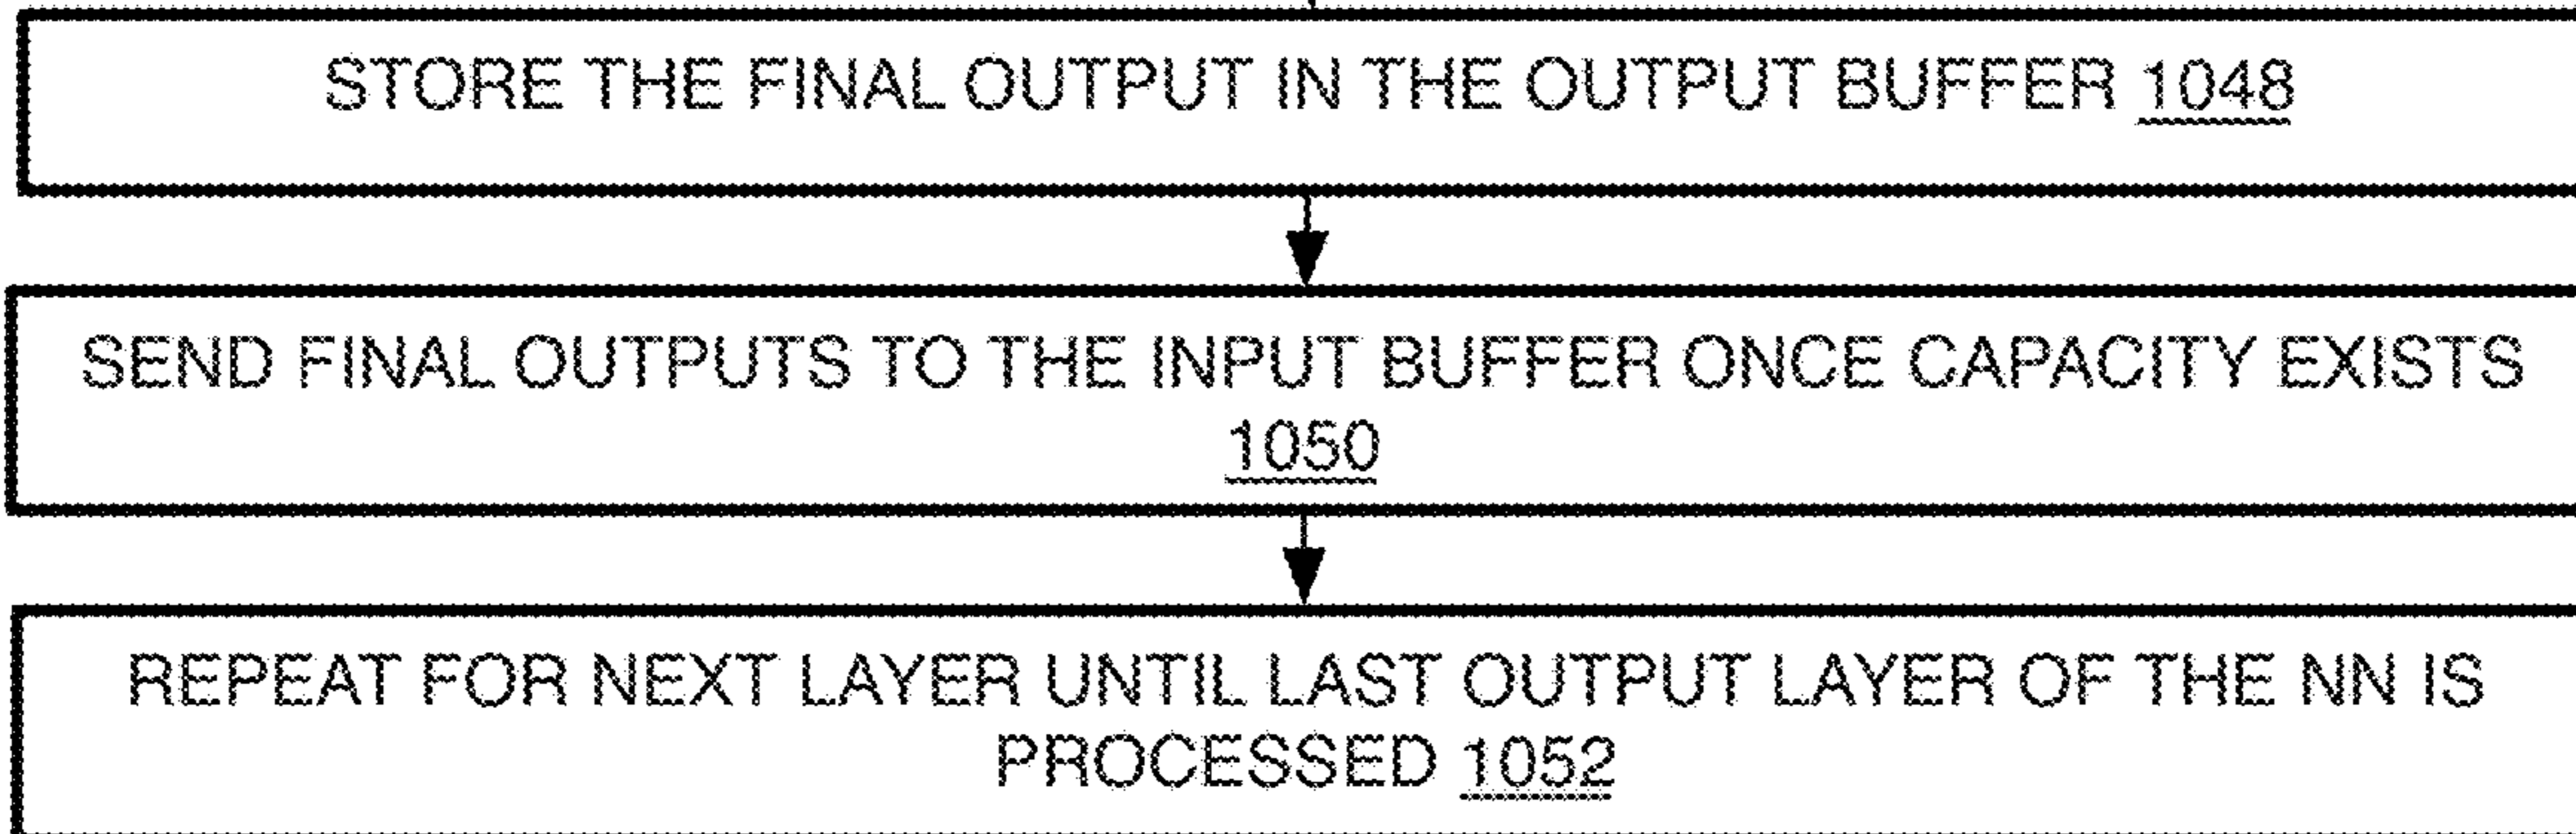 STORE THE FINAL OUTPUT IN THE OUTPUT BUFFER 1048
SEND FINAL OUTPUTS TO THE INPUT BUFFER ONCE CAPACITY EXISTS
1050
REPEAT FOR NEXT LAYER UNTIL LAST OUTPUT LAYER OF THE NN IS
PROCESSED 1052